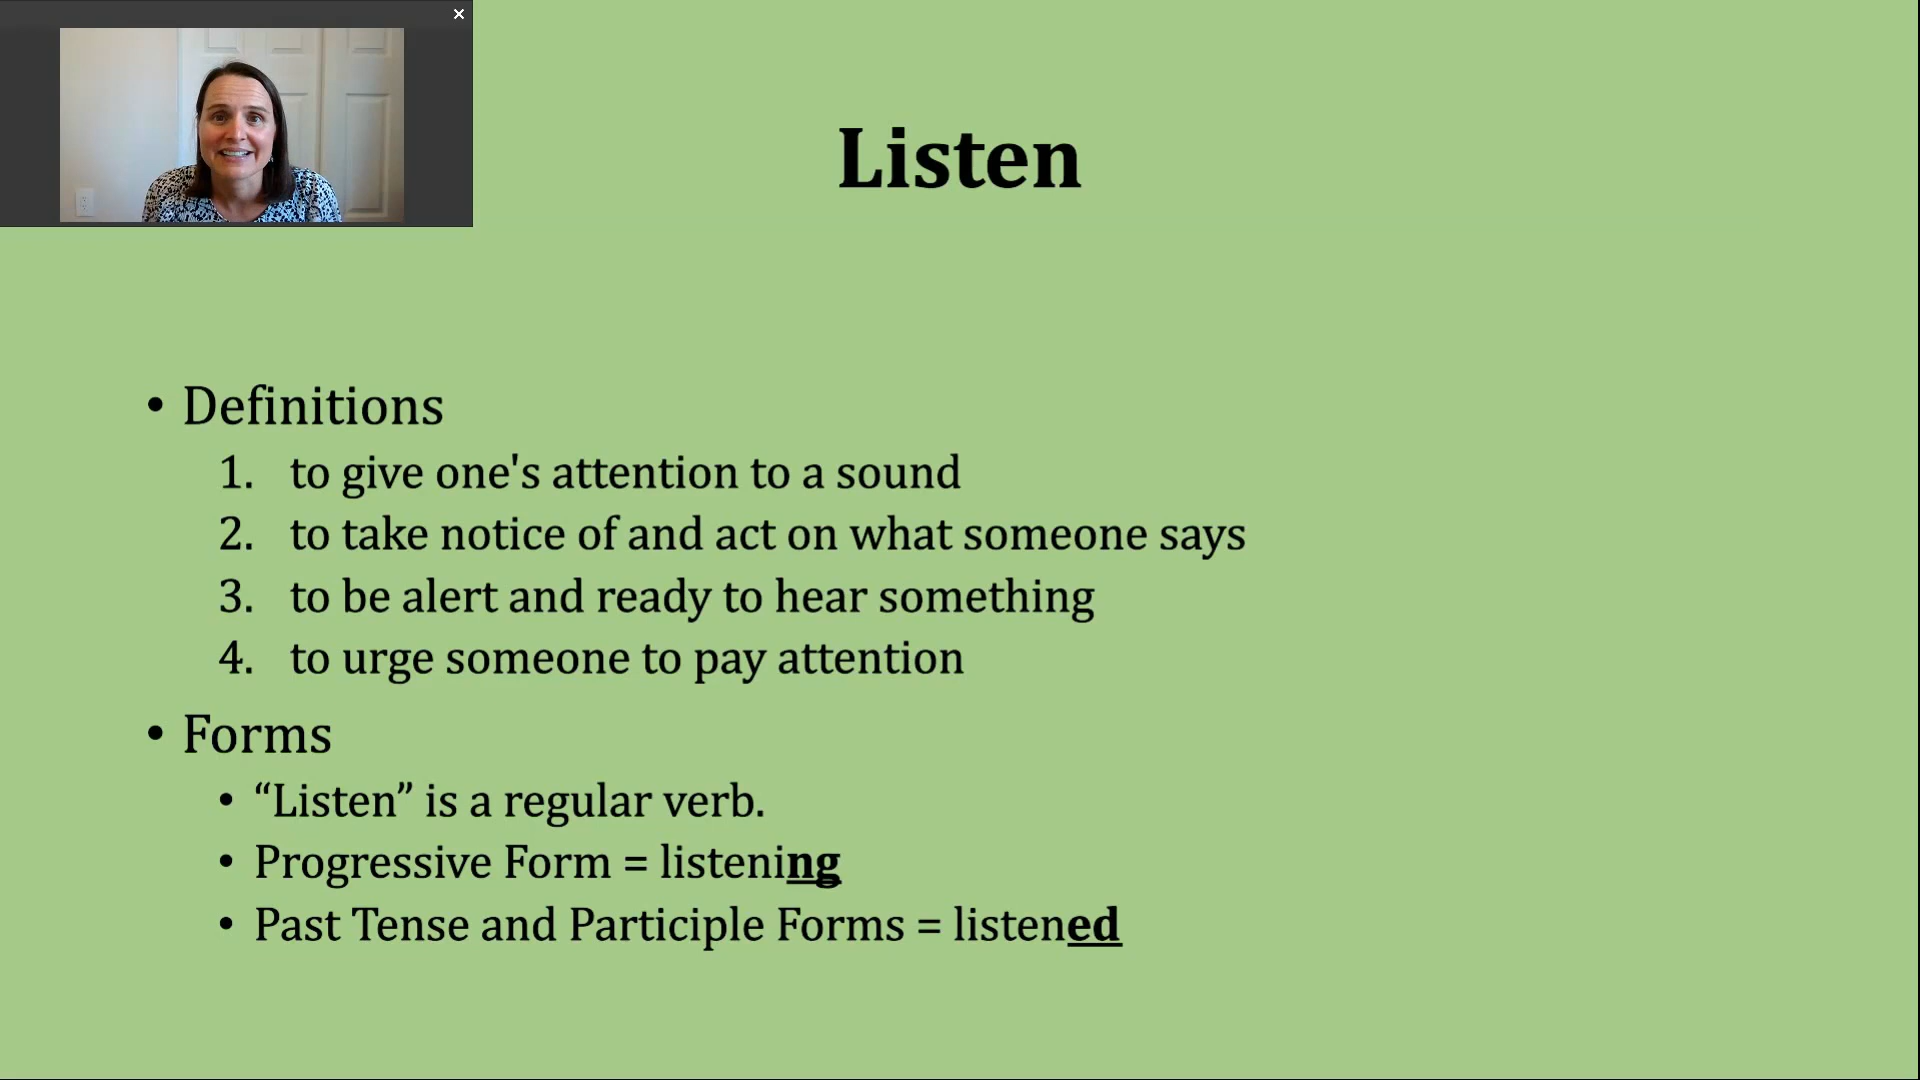 Listen
• Definitions
1. to give one's attention to a sound
2. to take notice of and act on what someone says
3. to be alert and ready to hear something
4. to urge someone to pay attention
• Forms
• “Listen” is a regular verb.
• Progressive Form = listening
• Past Tense and Participle Forms = listened